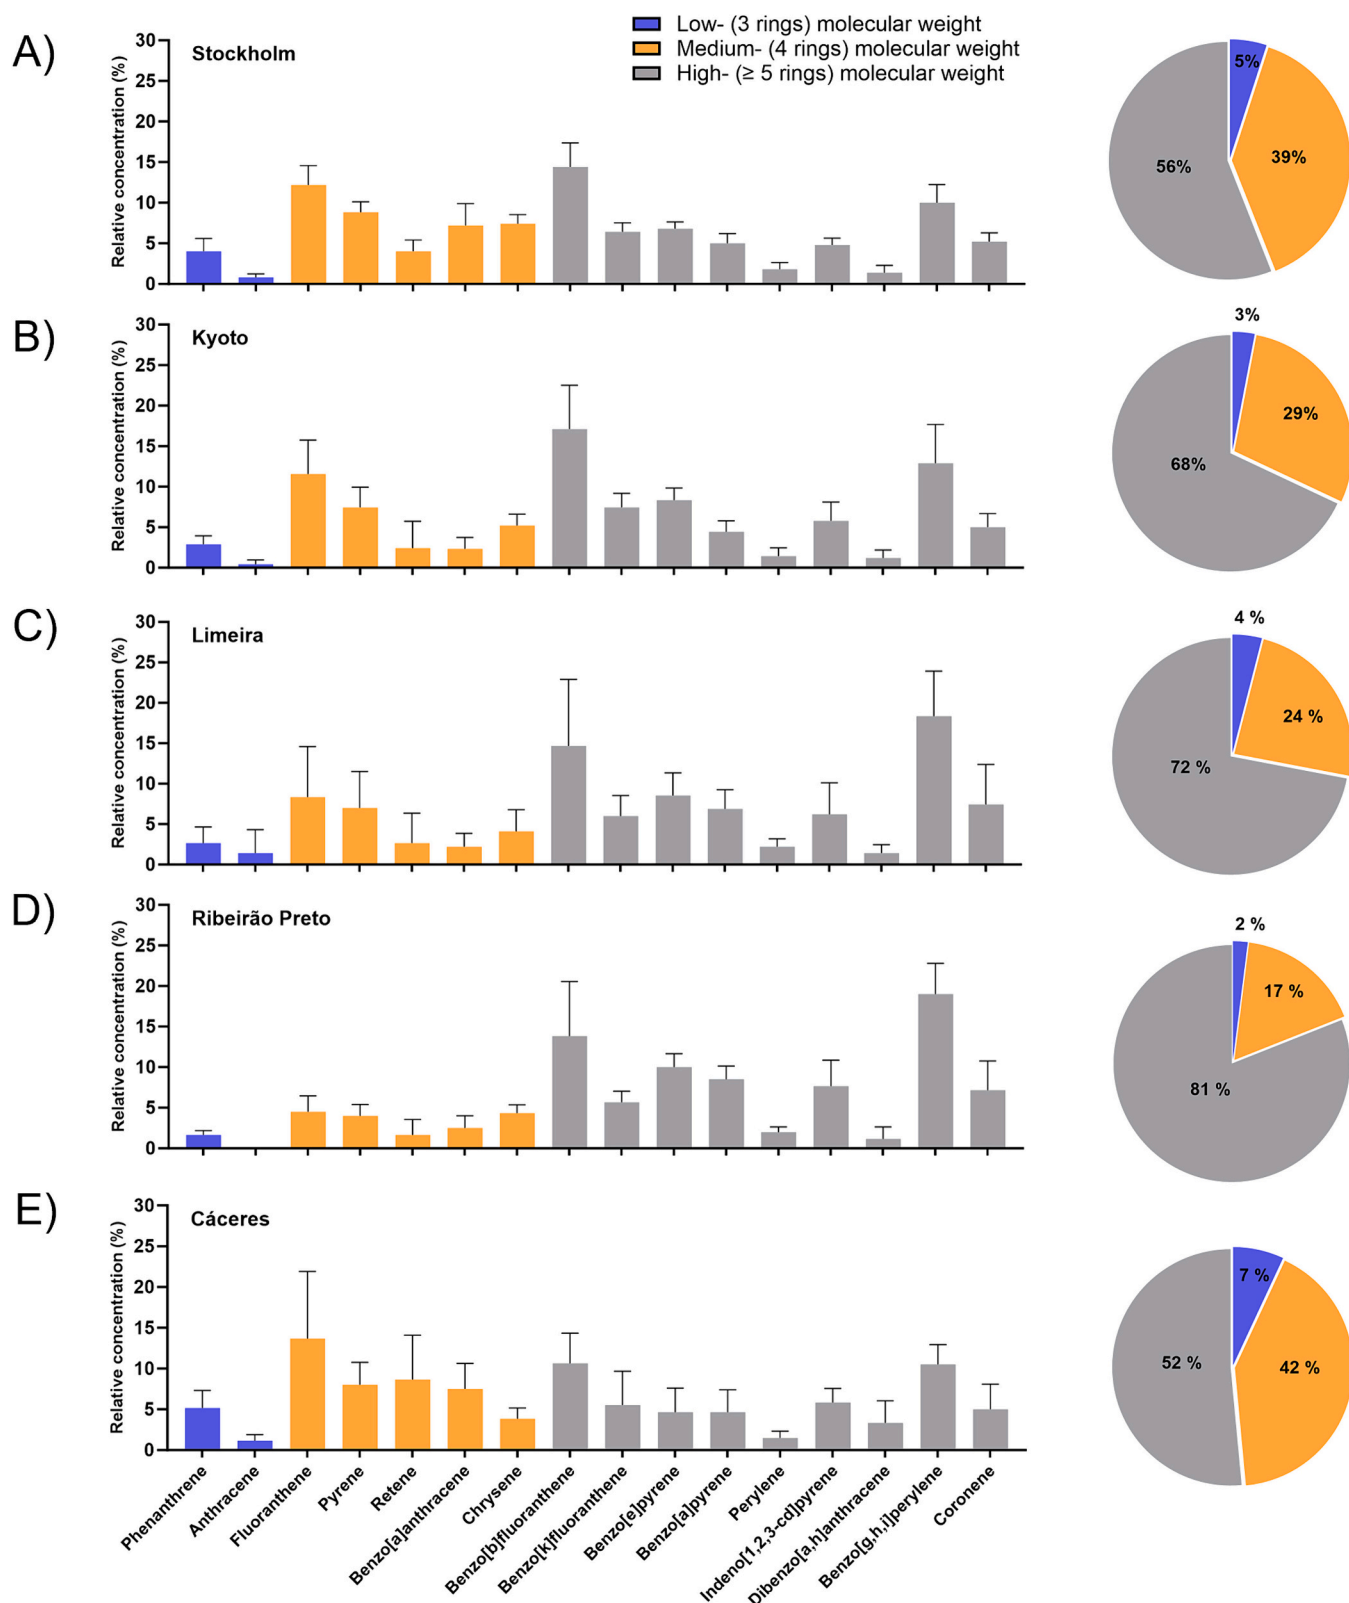 Low- (3 rings) molecular weight
Medium- (4 rings) molecular weight
High- (≥ 5 rings) molecular weight
A)
Stockholm
Relative concentration (%)
30
25
20
15
10
5
0
5%
39%
56%
B)
Kyoto
Relative concentration (%)
30
25
20
15
10
5
0
3%
29%
68%
C)
Limeira
Relative concentration (%)
30
25
20
15
10
5
0
4 %
24 %
72 %
D)
Ribeirão Preto
Relative concentration (%)
30
25
20
15
10
5
0
2 %
17 %
81 %
E)
Cáceres
Relative concentration (%)
30
25
20
15
10
5
0
7 %
42 %
52 %
Phenanthrene
Anthracene
Fluoranthene
Pyrene
Retene
Benzo[a]anthracene
Chrysene
Benzo[b]fluoranthene
Benzo[k]fluoranthene
Benzo[e]pyrene
Benzo[a]pyrene
Perylene
Indeno[1,2,3-cd]pyrene
Dibenzo[a,h]anthracene
Benzo[g,h,i]perylene
Coronene